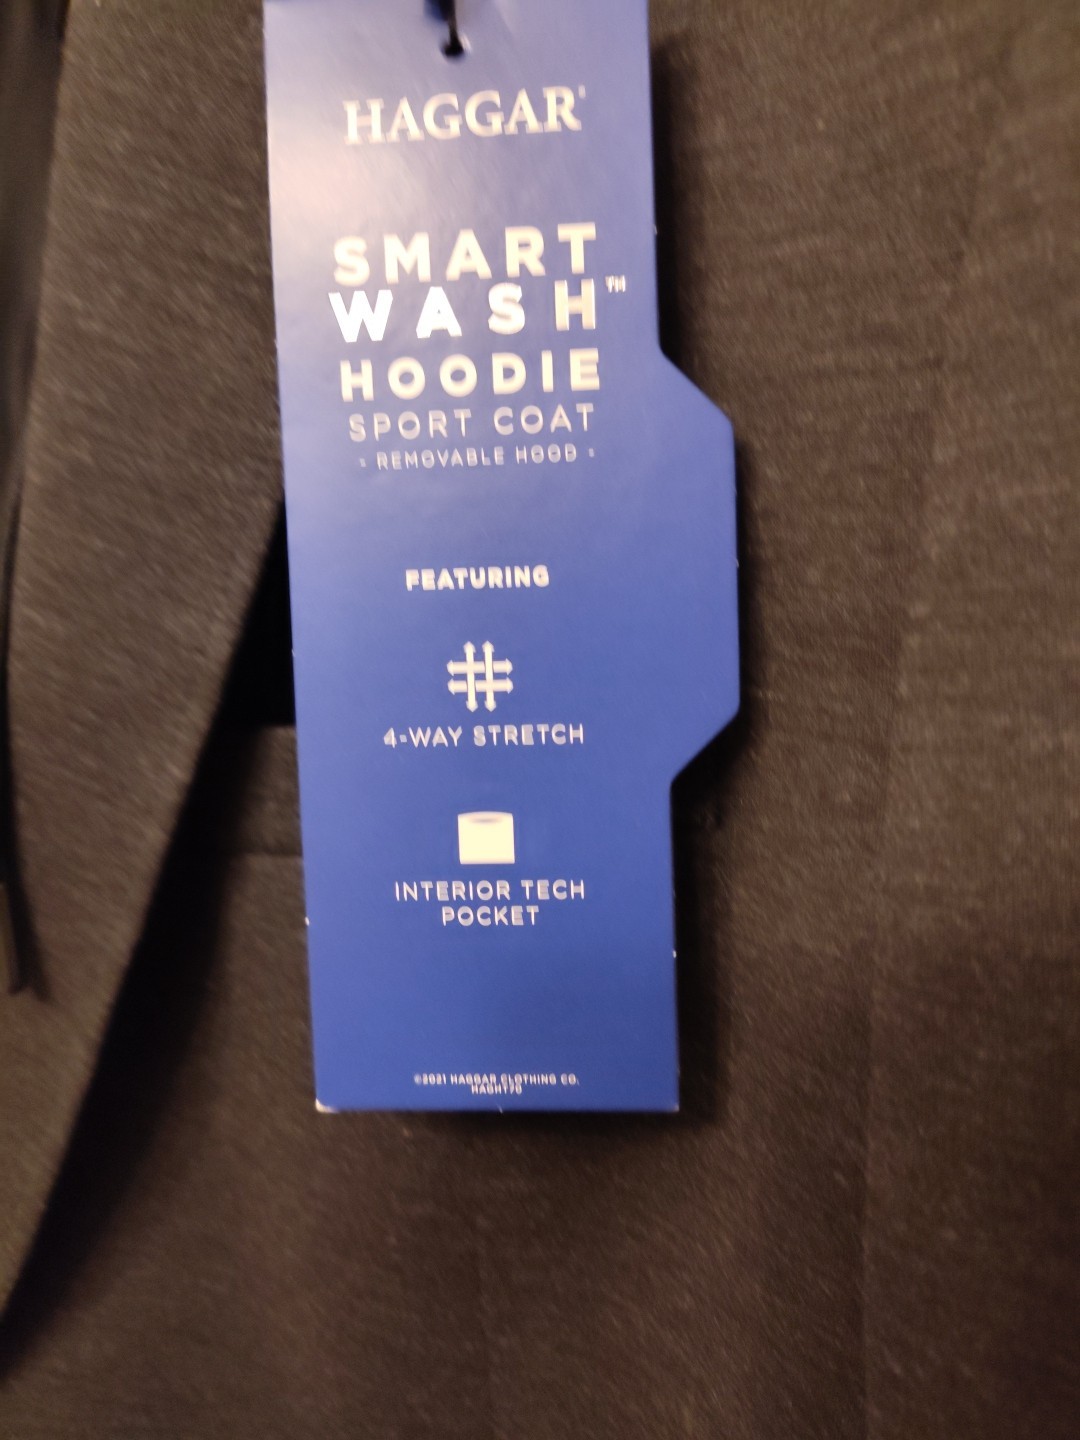 HAGGAR
SMART
WASH™
HOODIE
SPORT COAT
- REMOVABLE HOOD -
FEATURING
4-WAY STRETCH
INTERIOR TECH
POCKET
©2021 HAGGAR CLOTHING CO.